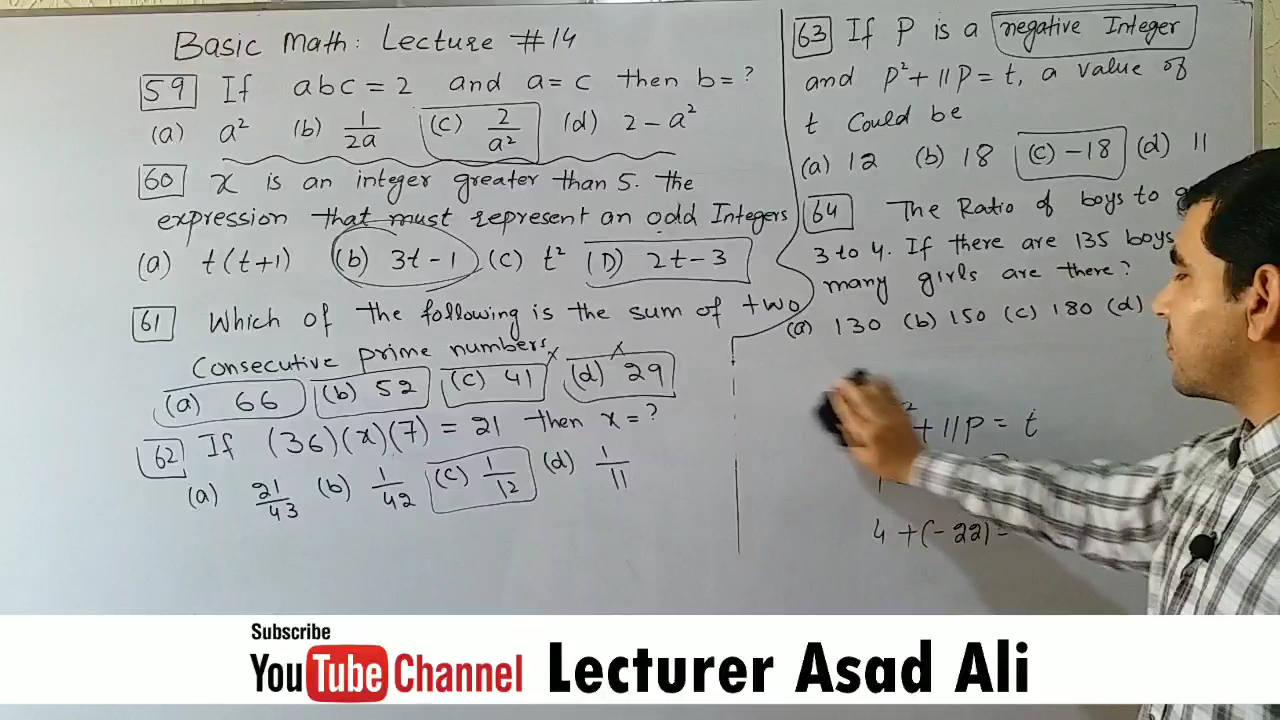 Basic Math: Lecture #14
59 If abc = 2 and a = c then b = ?
(a) a² (b) 1/2a (C) 2/a² (d) 2 - a²
60 x is an integer greater than 5. The
expression that must represent an odd Integers
(a) t(t+1) (b) 3t-1 (C) t² (D) 2t-3
61 Which of the following is the sum of two
Consecutive prime numbers
(a) 66 (b) 52 (C) 41 (d) 29
62 If (36)(x)(7) = 21 then x = ?
(a) 21/43 (b) 1/42 (C) 1/12 (d) 1/11
63 If P is a negative Integer
and P² + 11P = t, a value of
t Could be
(a) 12 (b) 18 (C) -18 (d) 11
64 The Ratio of boys to
3 to 4. If there are 135 boys
many girls are there?
(a) 130 (b) 150 (C) 180 (d)
² + 11P = t
4 + (-22) =
Subscribe
YouTube Channel
Lecturer Asad Ali